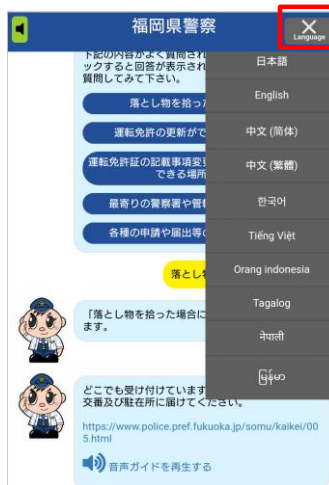 福岡県警察
Language
下記の内容がよく質問され
ックすると回答が表示され
質問してみて下さい。
落とし物を拾っ
運転免許の更新がで
運転免許証の記載事項変
できる場所
最寄りの警察署や管
各種の申請や届出等
落とし
日本語
English
中文 (简体)
中文 (繁體)
한국어
Tiếng Việt
Orang indonesia
Tagalog
नेपाली
မြန်မာ
「落とし物を拾った場合に
ます。
どこでも受け付けています
交番及び駐在所に届けてください。
https://www.police.pref.fukuoka.jp/somu/kaikei/00
5.html
音声ガイドを再生する